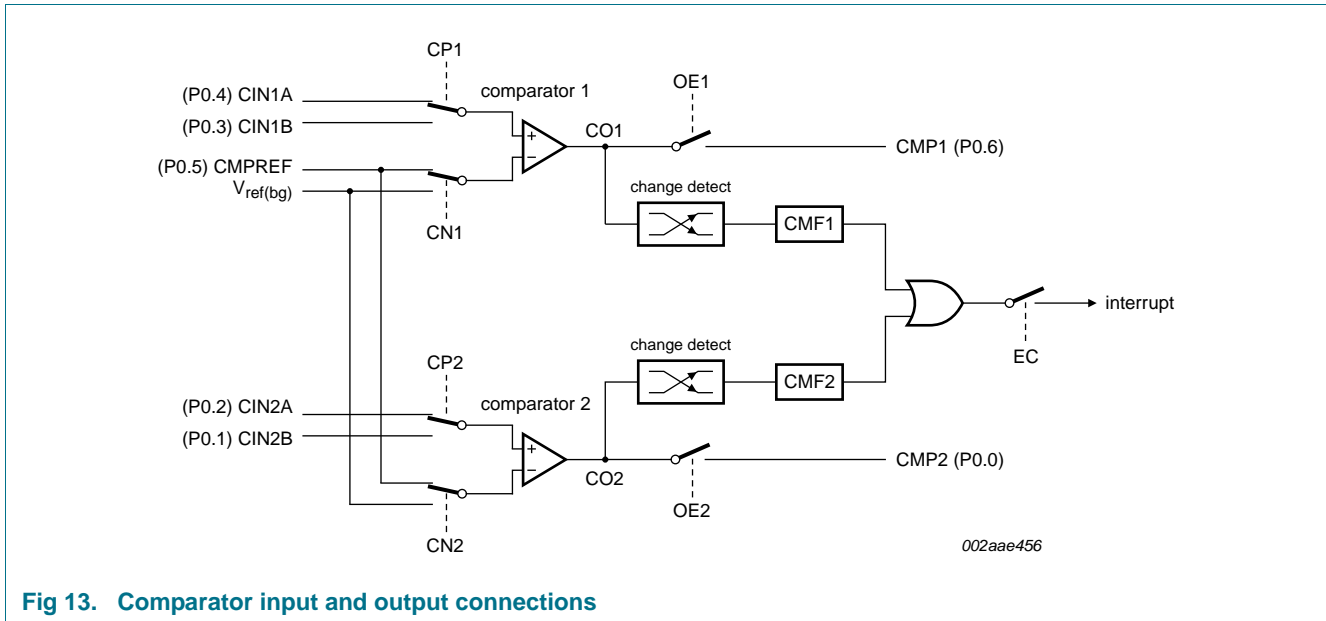 CP1
OE1
(P0.4) CIN1A
comparator 1
(P0.3) CIN1B
+
CO1
CMP1 (P0.6)
(P0.5) CMPREF
−
Vref(bg)
change detect
CN1
CMF1
interrupt
change detect
EC
CP2
CMF2
(P0.2) CIN2A
comparator 2
(P0.1) CIN2B
+
CMP2 (P0.0)
−
CO2
OE2
CN2
002aae456
Fig 13. Comparator input and output connections